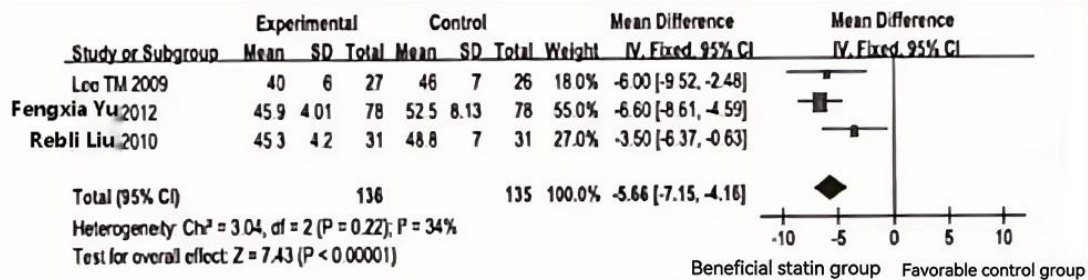 Experimental Control Mean Difference Mean Difference
Study or Subgroup Mean SD Total Mean SD Total Weight IV. Fixed. 95% CI IV. Fixed. 95% CI
Loo TM 2009 40 6 27 46 7 26 18.0% -6.00 [-9 52, -2.48]
Fengxia Yu 2012 45.9 4 01 78 52 5 8.13 78 55.0% -6.60 [-8 61, -4.59]
Rebli Liu 2010 45 3 4 2 31 48.8 7 31 27.0% -3.50 [-6 37, -0 63]
Total (95% CI) 136 135 100.0% -5.66 [-7.15, -4.16]
Heterogeneity Chi² = 3.04, df = 2 (P = 0.22); I² = 34%
Test for overall effect Z = 7.43 (P < 0.00001)
-10 -5 0 5 10
Beneficial statin group Favorable control group